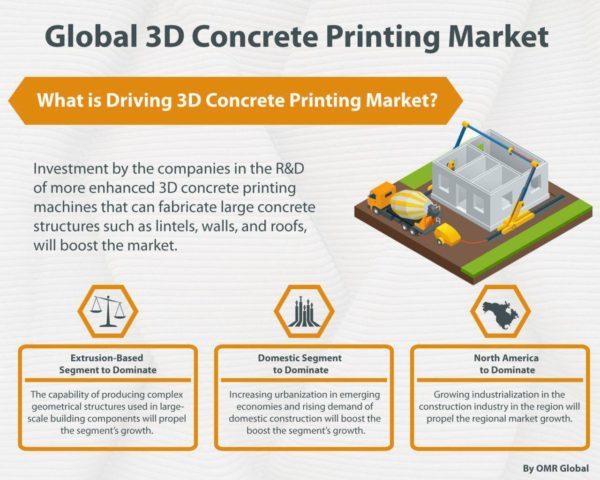 Global 3D Concrete Printing Market
What is Driving 3D Concrete Printing Market?
Investment by the companies in the R&D
of more enhanced 3D concrete printing
machines that can fabricate large concrete
structures such as lintels, walls, and roofs,
will boost the market.
Extrusion-Based
Segment to Dominate
The capability of producing complex
geometrical structures used in large-
scale building components will propel
the segment's growth.
Domestic Segment
to Dominate
Increasing urbanization in emerging
economies and rising demand of
domestic construction will boost the
boost the segment's growth.
North America
to Dominate
Growing industrialization in the
construction industry in the region will
propel the regional market growth.
By OMR Global